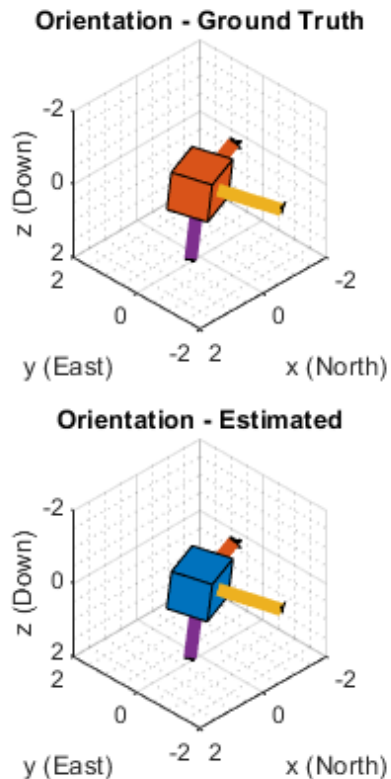 Orientation - Ground Truth
-2
0
2
z (Down)
2
0
-2
y (East)
2
0
-2
x (North)
Orientation - Estimated
-2
0
2
z (Down)
2
0
-2
y (East)
2
0
-2
x (North)